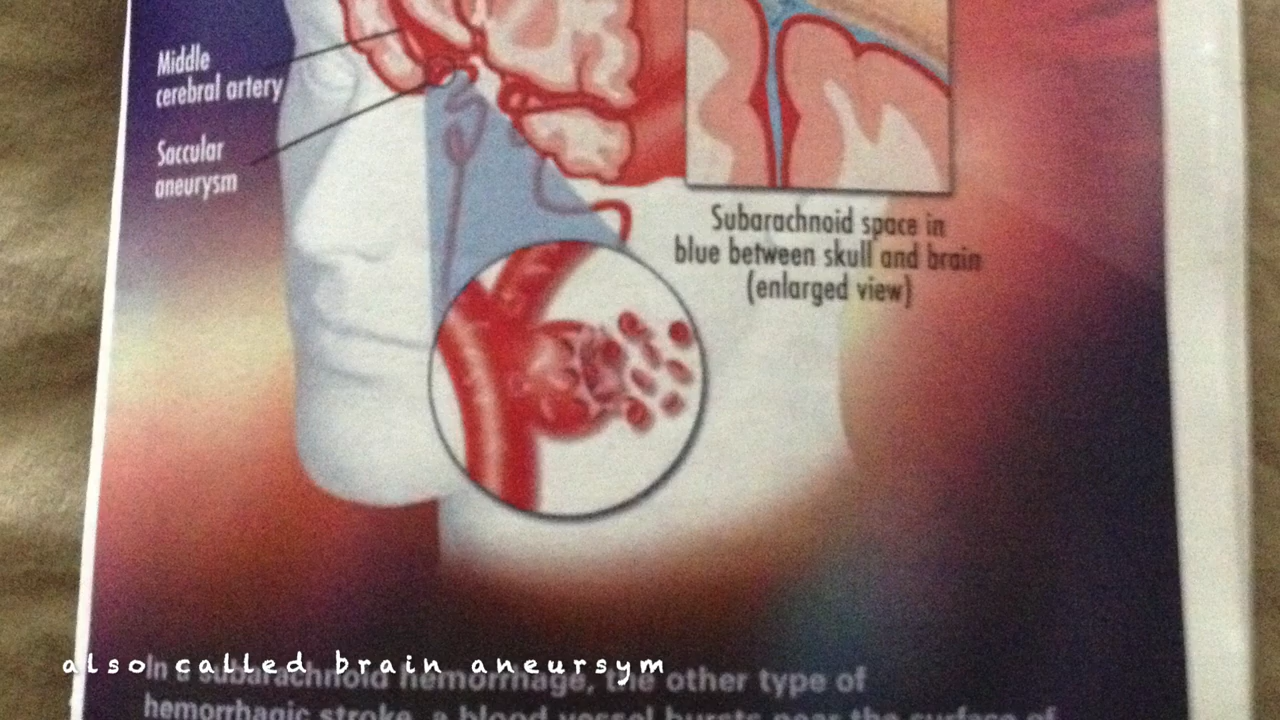 Middle
cerebral artery
Saccular
aneurysm
Subarachnoid space in
blue between skull and brain
(enlarged view)
also called brain aneursym
In a subarachnoid hemorrhage, the other type of
hemorrhagic stroke, a blood vessel bursts near the surface of